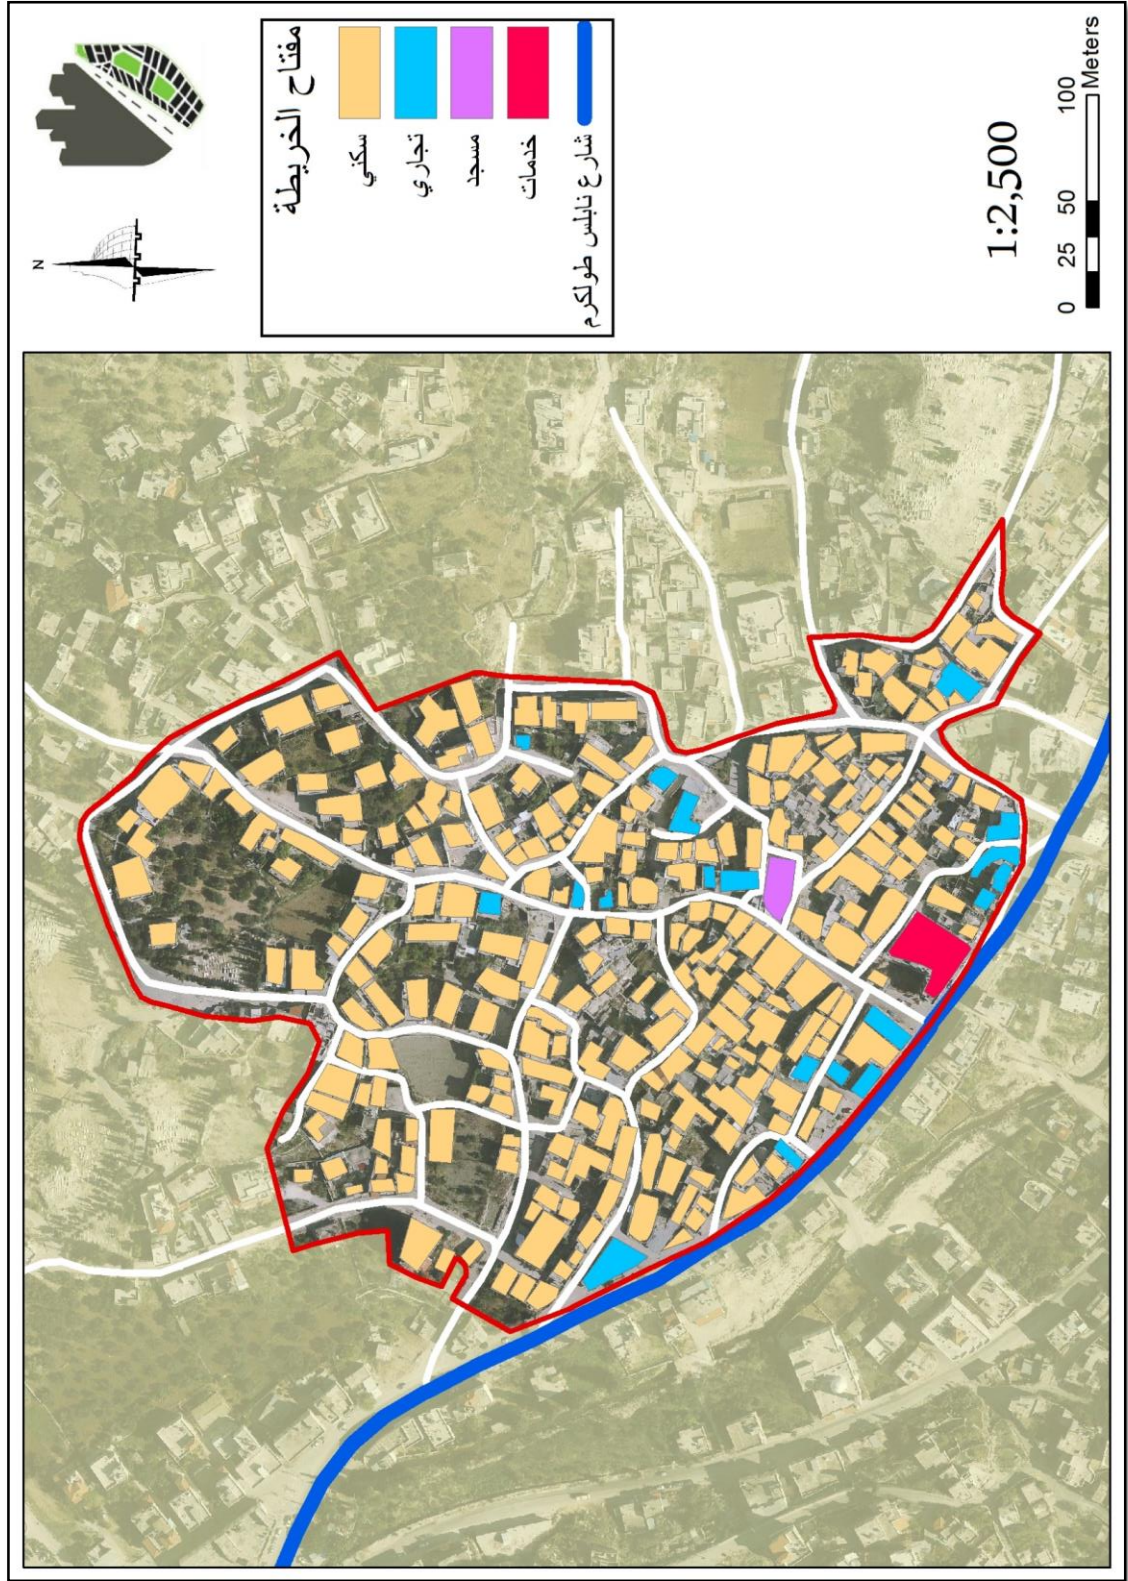 N
مفتاح الخريطة
سكني
تجاري
مسجد
خدمات
شارع نابلس طولكرم
1:2,500
0 25 50 100
Meters